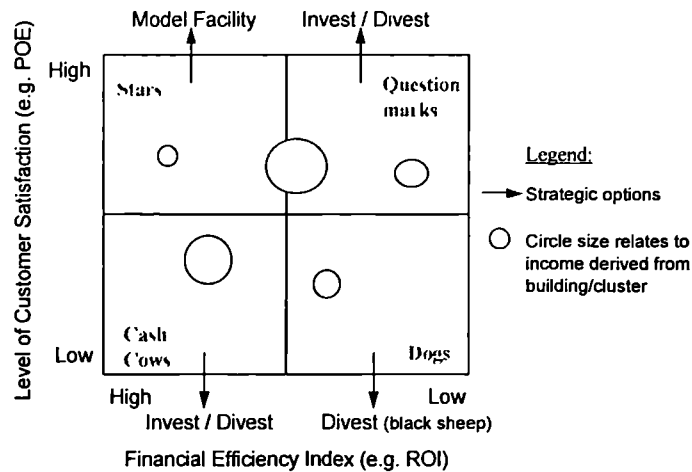 Model Facility
Invest / Divest
High
Stars
Question
marks
Level of Customer Satisfaction (e.g. POE)
Legend:
Strategic options
Circle size relates to
income derived from
building/cluster
Cash
Cows
Dogs
Low
High
Low
Invest / Divest
Divest (black sheep)
Financial Efficiency Index (e.g. ROI)